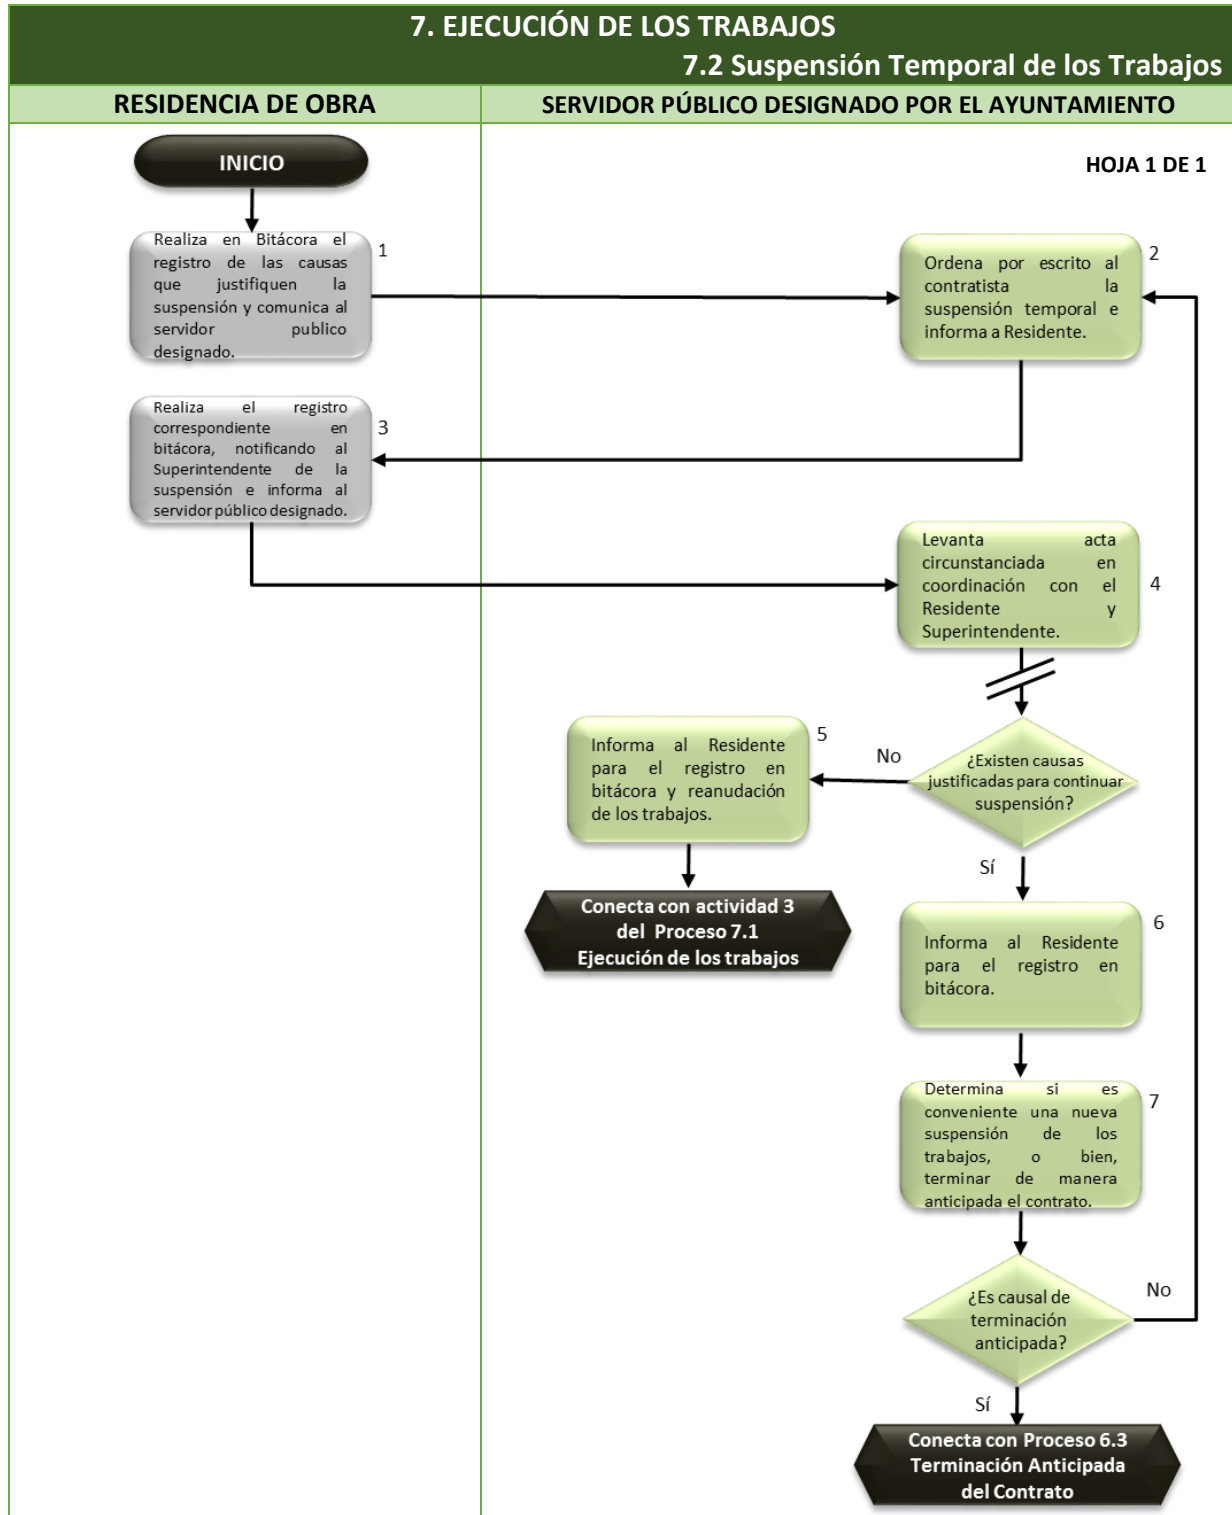 7. EJECUCIÓN DE LOS TRABAJOS
7.2 Suspensión Temporal de los Trabajos
RESIDENCIA DE OBRA
SERVIDOR PÚBLICO DESIGNADO POR EL AYUNTAMIENTO
HOJA 1 DE 1
INICIO
Realiza en Bitácora el
registro de las causas
que justifiquen la
suspensión y comunica al
servidor publico
designado.
1
Ordena por escrito al
contratista la
suspensión temporal e
informa a Residente.
2
Realiza el registro
correspondiente en
bitácora, notificando al
Superintendente de la
suspensión e informa al
servidor público designado.
3
Levanta acta
circunstanciada en
coordinación con el
Residente y
Superintendente.
4
¿Existen causas
justificadas para continuar
suspensión?
No
Informa al Residente
para el registro en
bitácora y reanudación
de los trabajos.
5
Conecta con actividad 3
del Proceso 7.1
Ejecución de los trabajos
Sí
Informa al Residente
para el registro en
bitácora.
6
Determina si es
conveniente una nueva
suspensión de los
trabajos, o bien,
terminar de manera
anticipada el contrato.
7
¿Es causal de
terminación
anticipada?
No
Sí
Conecta con Proceso 6.3
Terminación Anticipada
del Contrato